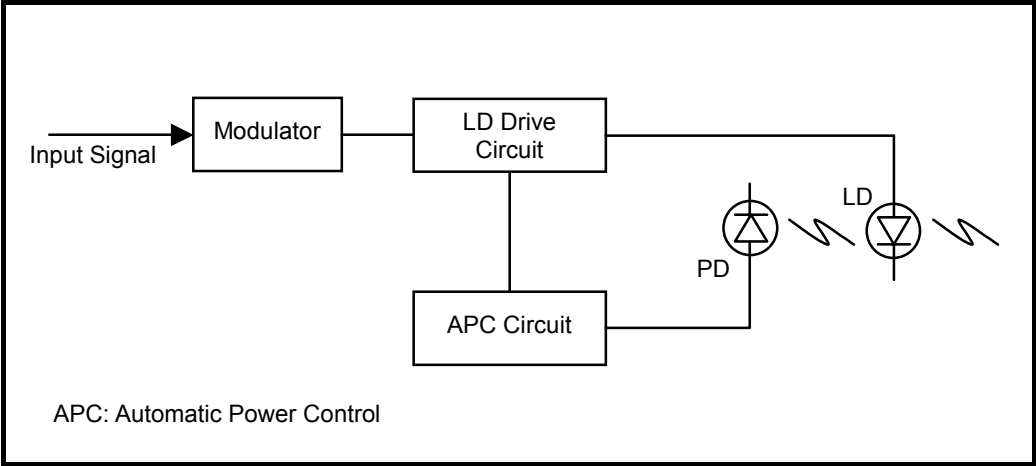 Input Signal
Modulator
LD Drive
Circuit
LD
PD
APC Circuit
APC: Automatic Power Control